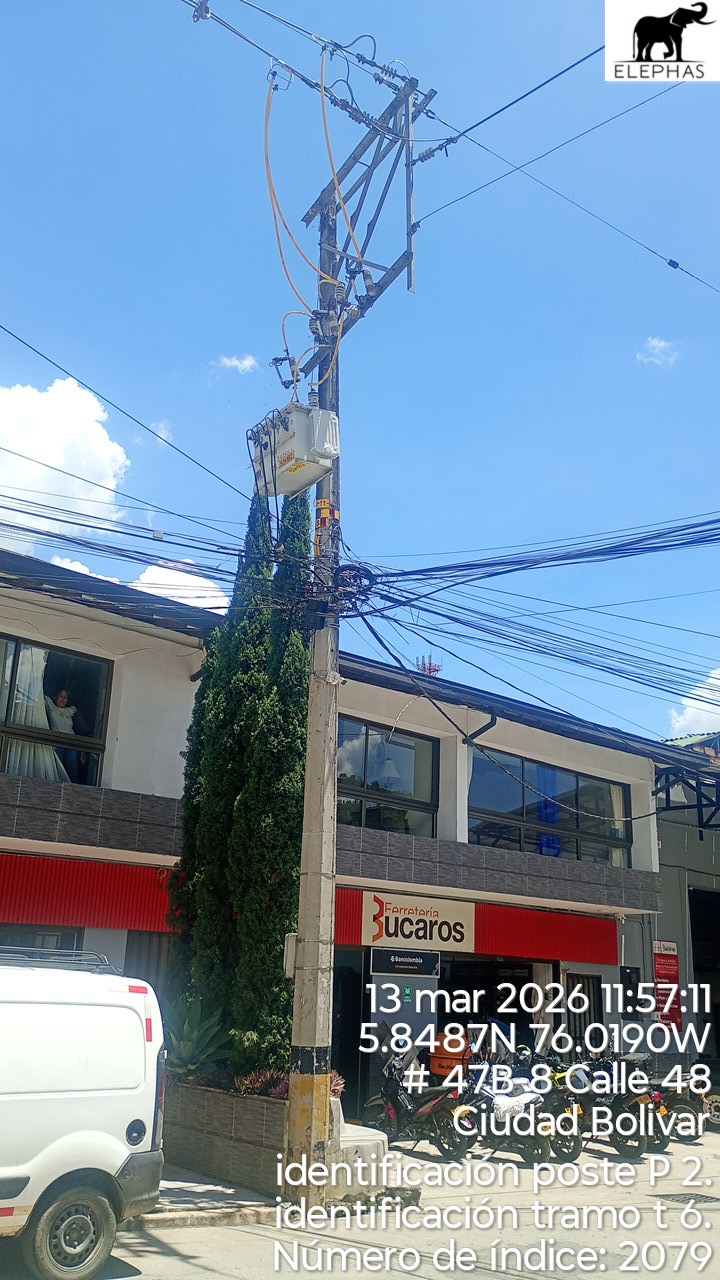 ELEPHAS
Ferretería
Bucaros
Bancolombia
13 mar 2026 11:57:11
5.8487N 76.0190W
# 47B-8 Calle 48
Ciudad Bolivar
identificación poste P 2.
identificación tramo t 6.
Número de índice: 2079